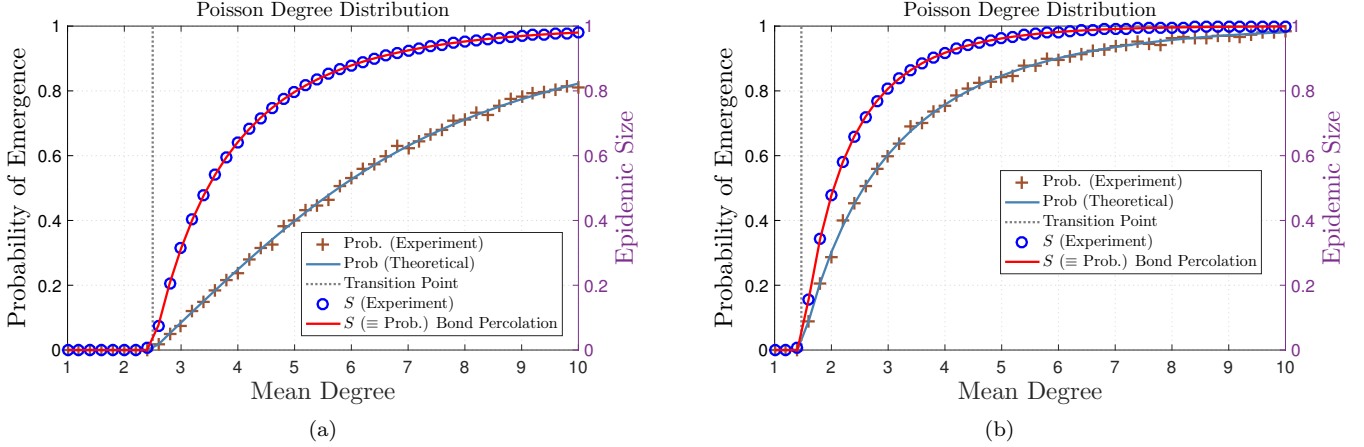 Poisson Degree Distribution
1
0.8
0.6
0.4
0.2
0
Probability of Emergence
1
0.8
0.6
0.4
0.2
0
Epidemic Size
Prob. (Experiment)
Prob (Theoretical)
Transition Point
S (Experiment)
S (≡ Prob.) Bond Percolation
1 2 3 4 5 6 7 8 9 10
Mean Degree
(a)
Poisson Degree Distribution
1
0.8
0.6
0.4
0.2
0
Probability of Emergence
1
0.8
0.6
0.4
0.2
0
Epidemic Size
Prob. (Experiment)
Prob (Theoretical)
Transition Point
S (Experiment)
S (≡ Prob.) Bond Percolation
1 2 3 4 5 6 7 8 9 10
Mean Degree
(b)